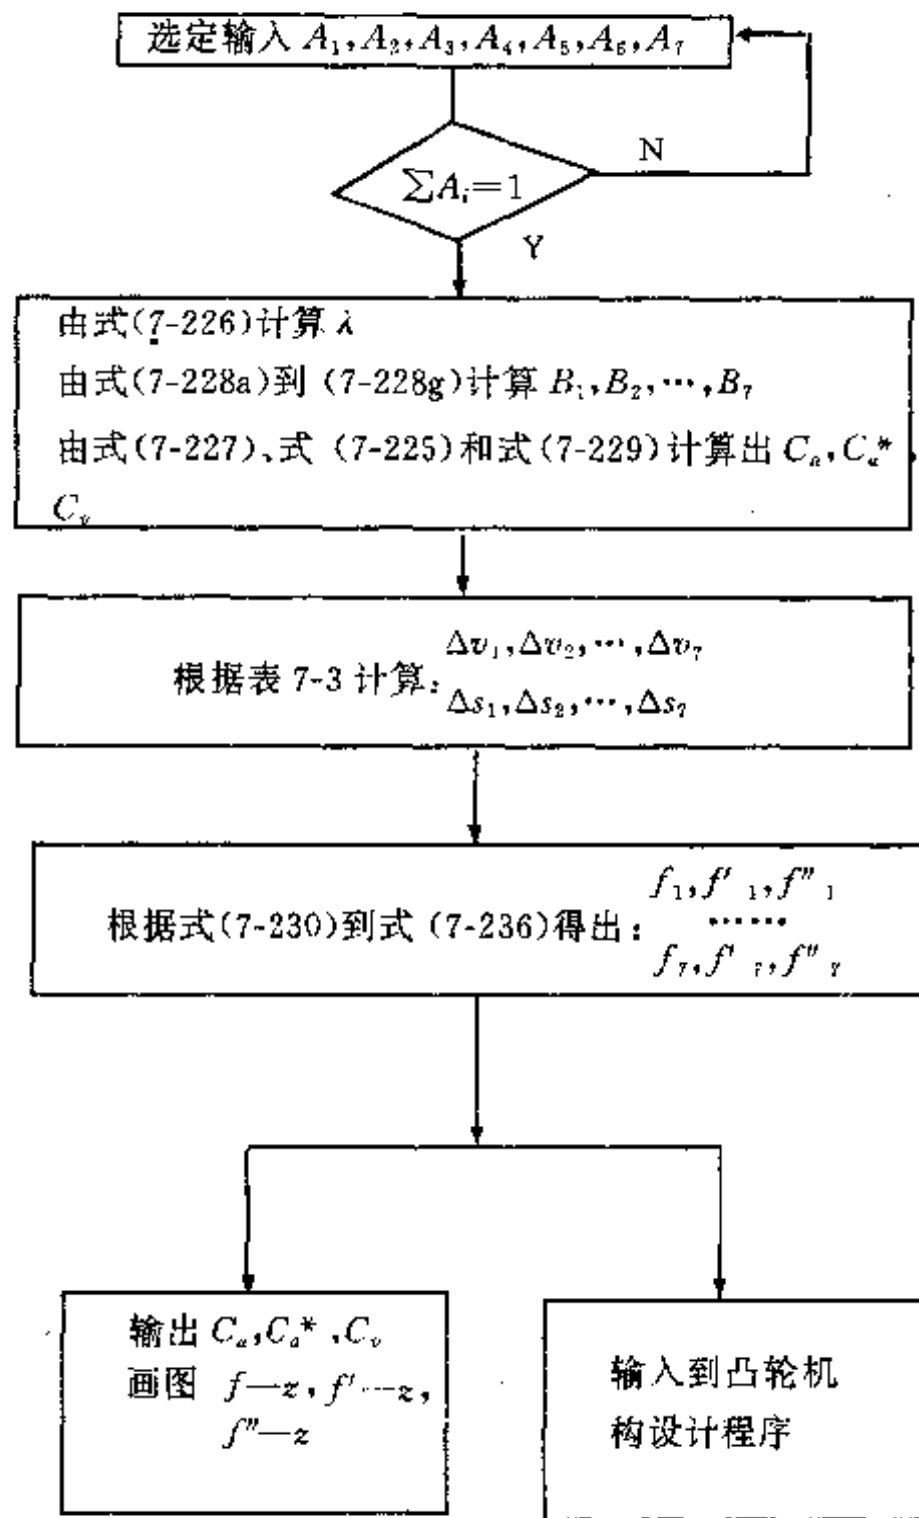 选定输入 A₁,A₂,A₃,A₄,A₅,A₆,A₇
∑Aᵢ=1
N
Y
由式(7-226)计算 λ
由式(7-228a)到 (7-228g)计算 B₁,B₂,⋯,B₇
由式(7-227)、式 (7-225)和式(7-229)计算出 Cₐ,Cₐ*,
Cᵥ
根据表 7-3 计算:
Δv₁,Δv₂,⋯,Δv₇
Δs₁,Δs₂,⋯,Δs₇
根据式(7-230)到式 (7-236)得出:
f₁,f′₁,f″₁
⋯⋯
f₇,f′₇,f″₇
输出 Cₐ,Cₐ*,Cᵥ
画图 f—z,f′—z,
f″—z
输入到凸轮机
构设计程序